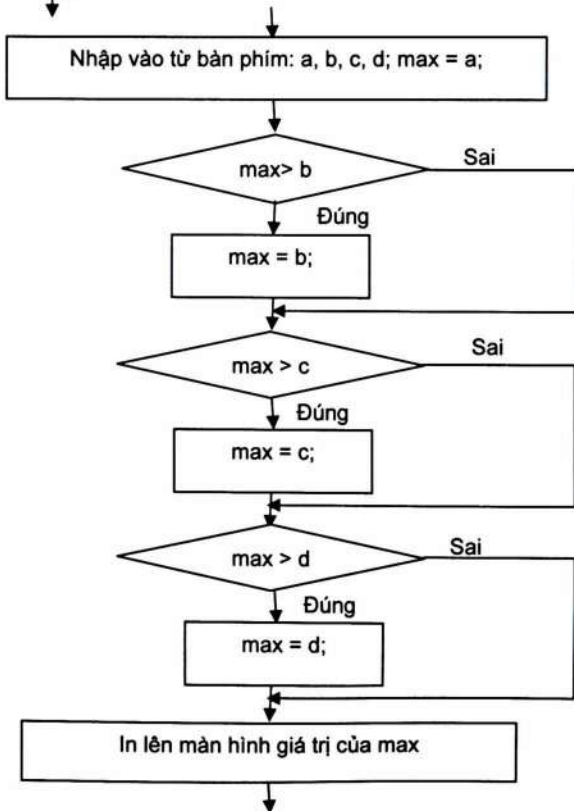 Nhập vào từ bàn phím: a, b, c, d; max = a;
max> b
Sai
Đúng
max = b;
max > c
Sai
Đúng
max = c;
max > d
Sai
Đúng
max = d;
In lên màn hình giá trị của max